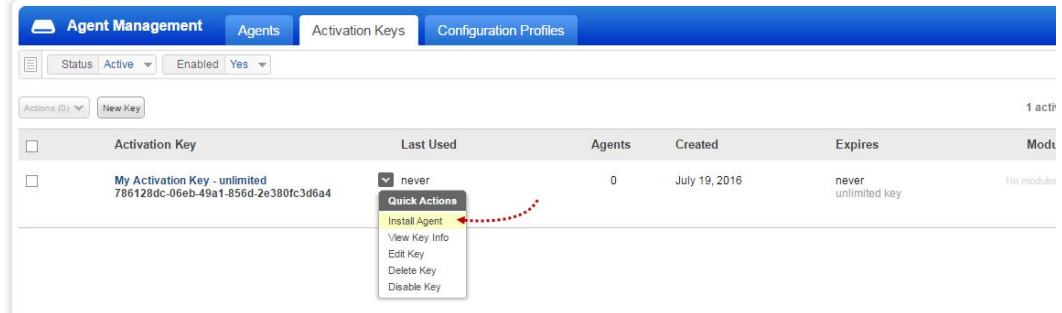 Agent Management Agents Activation Keys Configuration Profiles
Status Active Enabled Yes
Actions (0) New Key 1 acti
Activation Key Last Used Agents Created Expires Modu
My Activation Key - unlimited never 0 July 19, 2016 never No modules
786128dc-06eb-49a1-856d-2e380fc3d6a4 unlimited key
Quick Actions
Install Agent
View Key Info
Edit Key
Delete Key
Disable Key